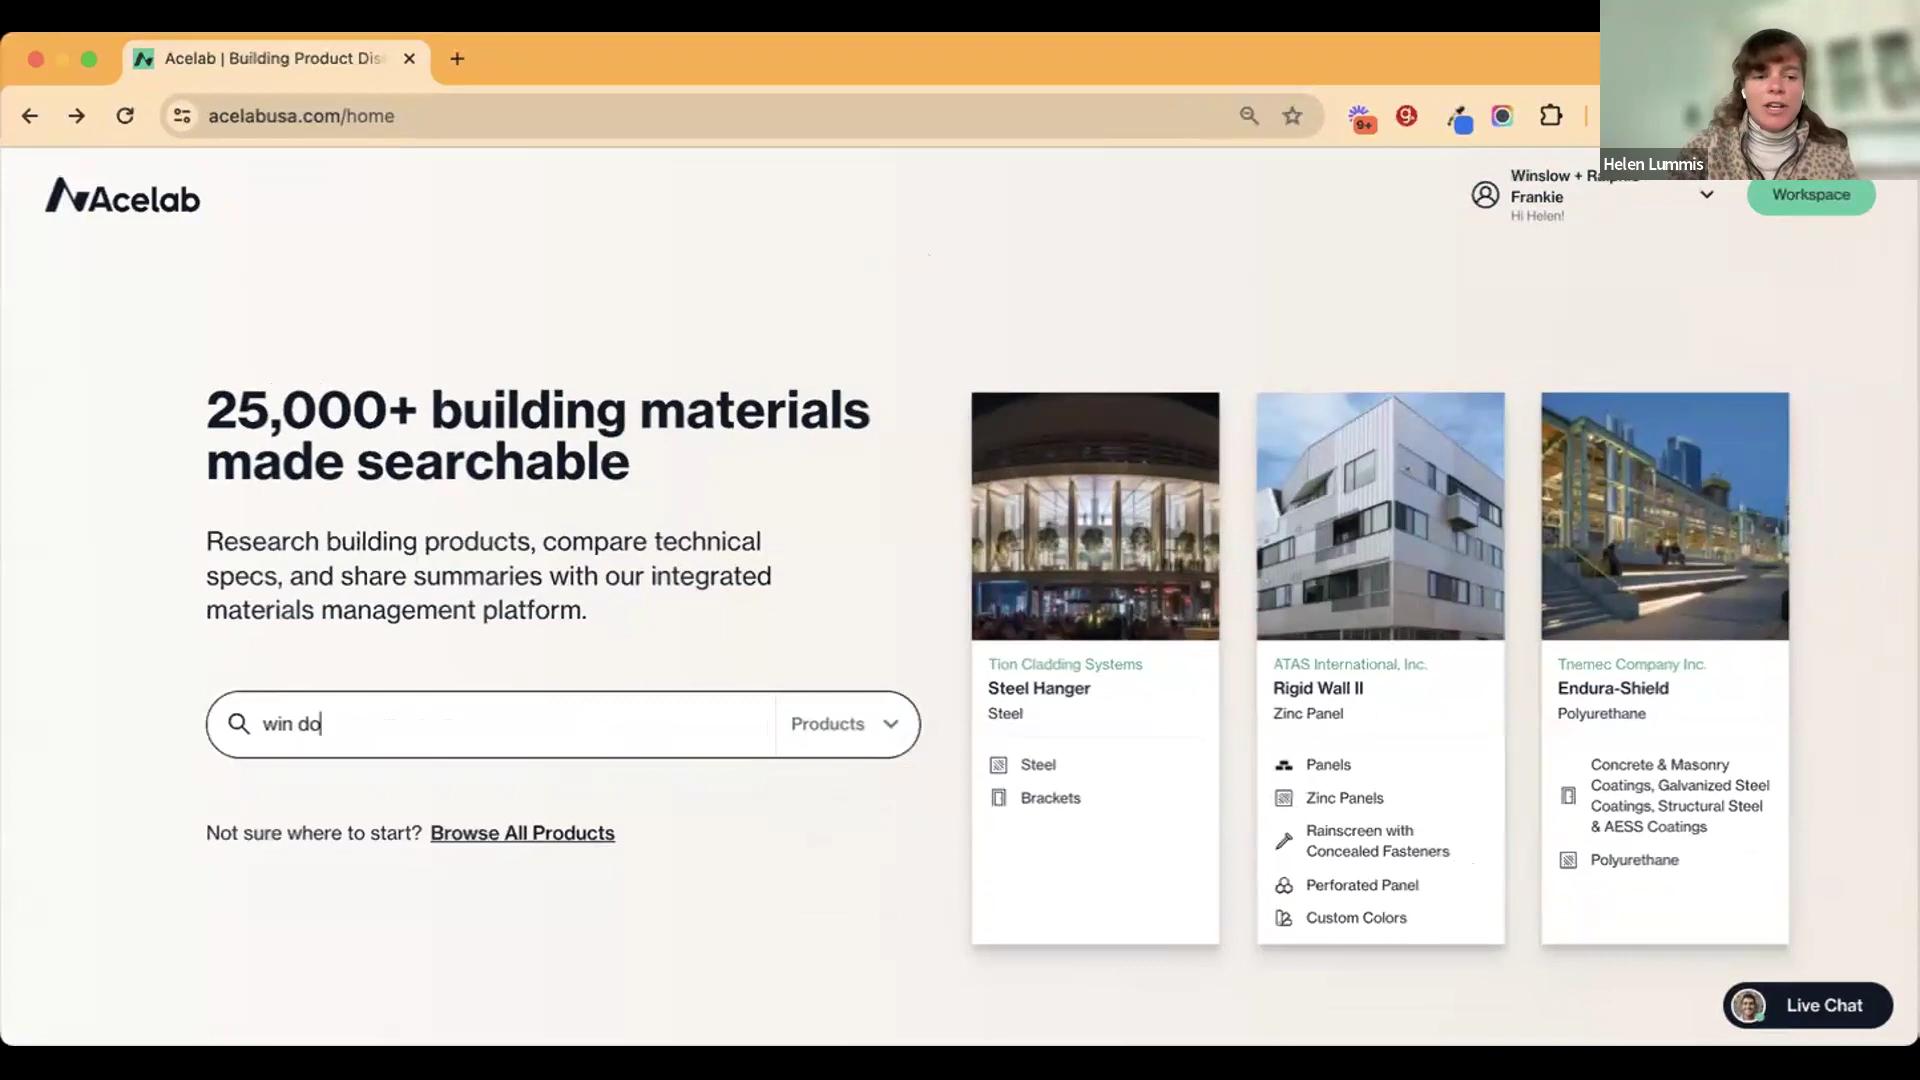 Acelab | Building Product Dis
acelabusa.com/home
9+
g.
Helen Lummis
Acelab
Winslow +
Frankie
Hi Helen!
Workspace
25,000+ building materials
made searchable
Research building products, compare technical
specs, and share summaries with our integrated
materials management platform.
win do
Products
Not sure where to start? Browse All Products
Tion Cladding Systems
Steel Hanger
Steel
Steel
Brackets
ATAS International, Inc.
Rigid Wall II
Zinc Panel
Panels
Zinc Panels
Rainscreen with
Concealed Fasteners
Perforated Panel
Custom Colors
Tnemec Company Inc.
Endura-Shield
Polyurethane
Concrete & Masonry
Coatings, Galvanized Steel
Coatings, Structural Steel
& AESS Coatings
Polyurethane
Live Chat